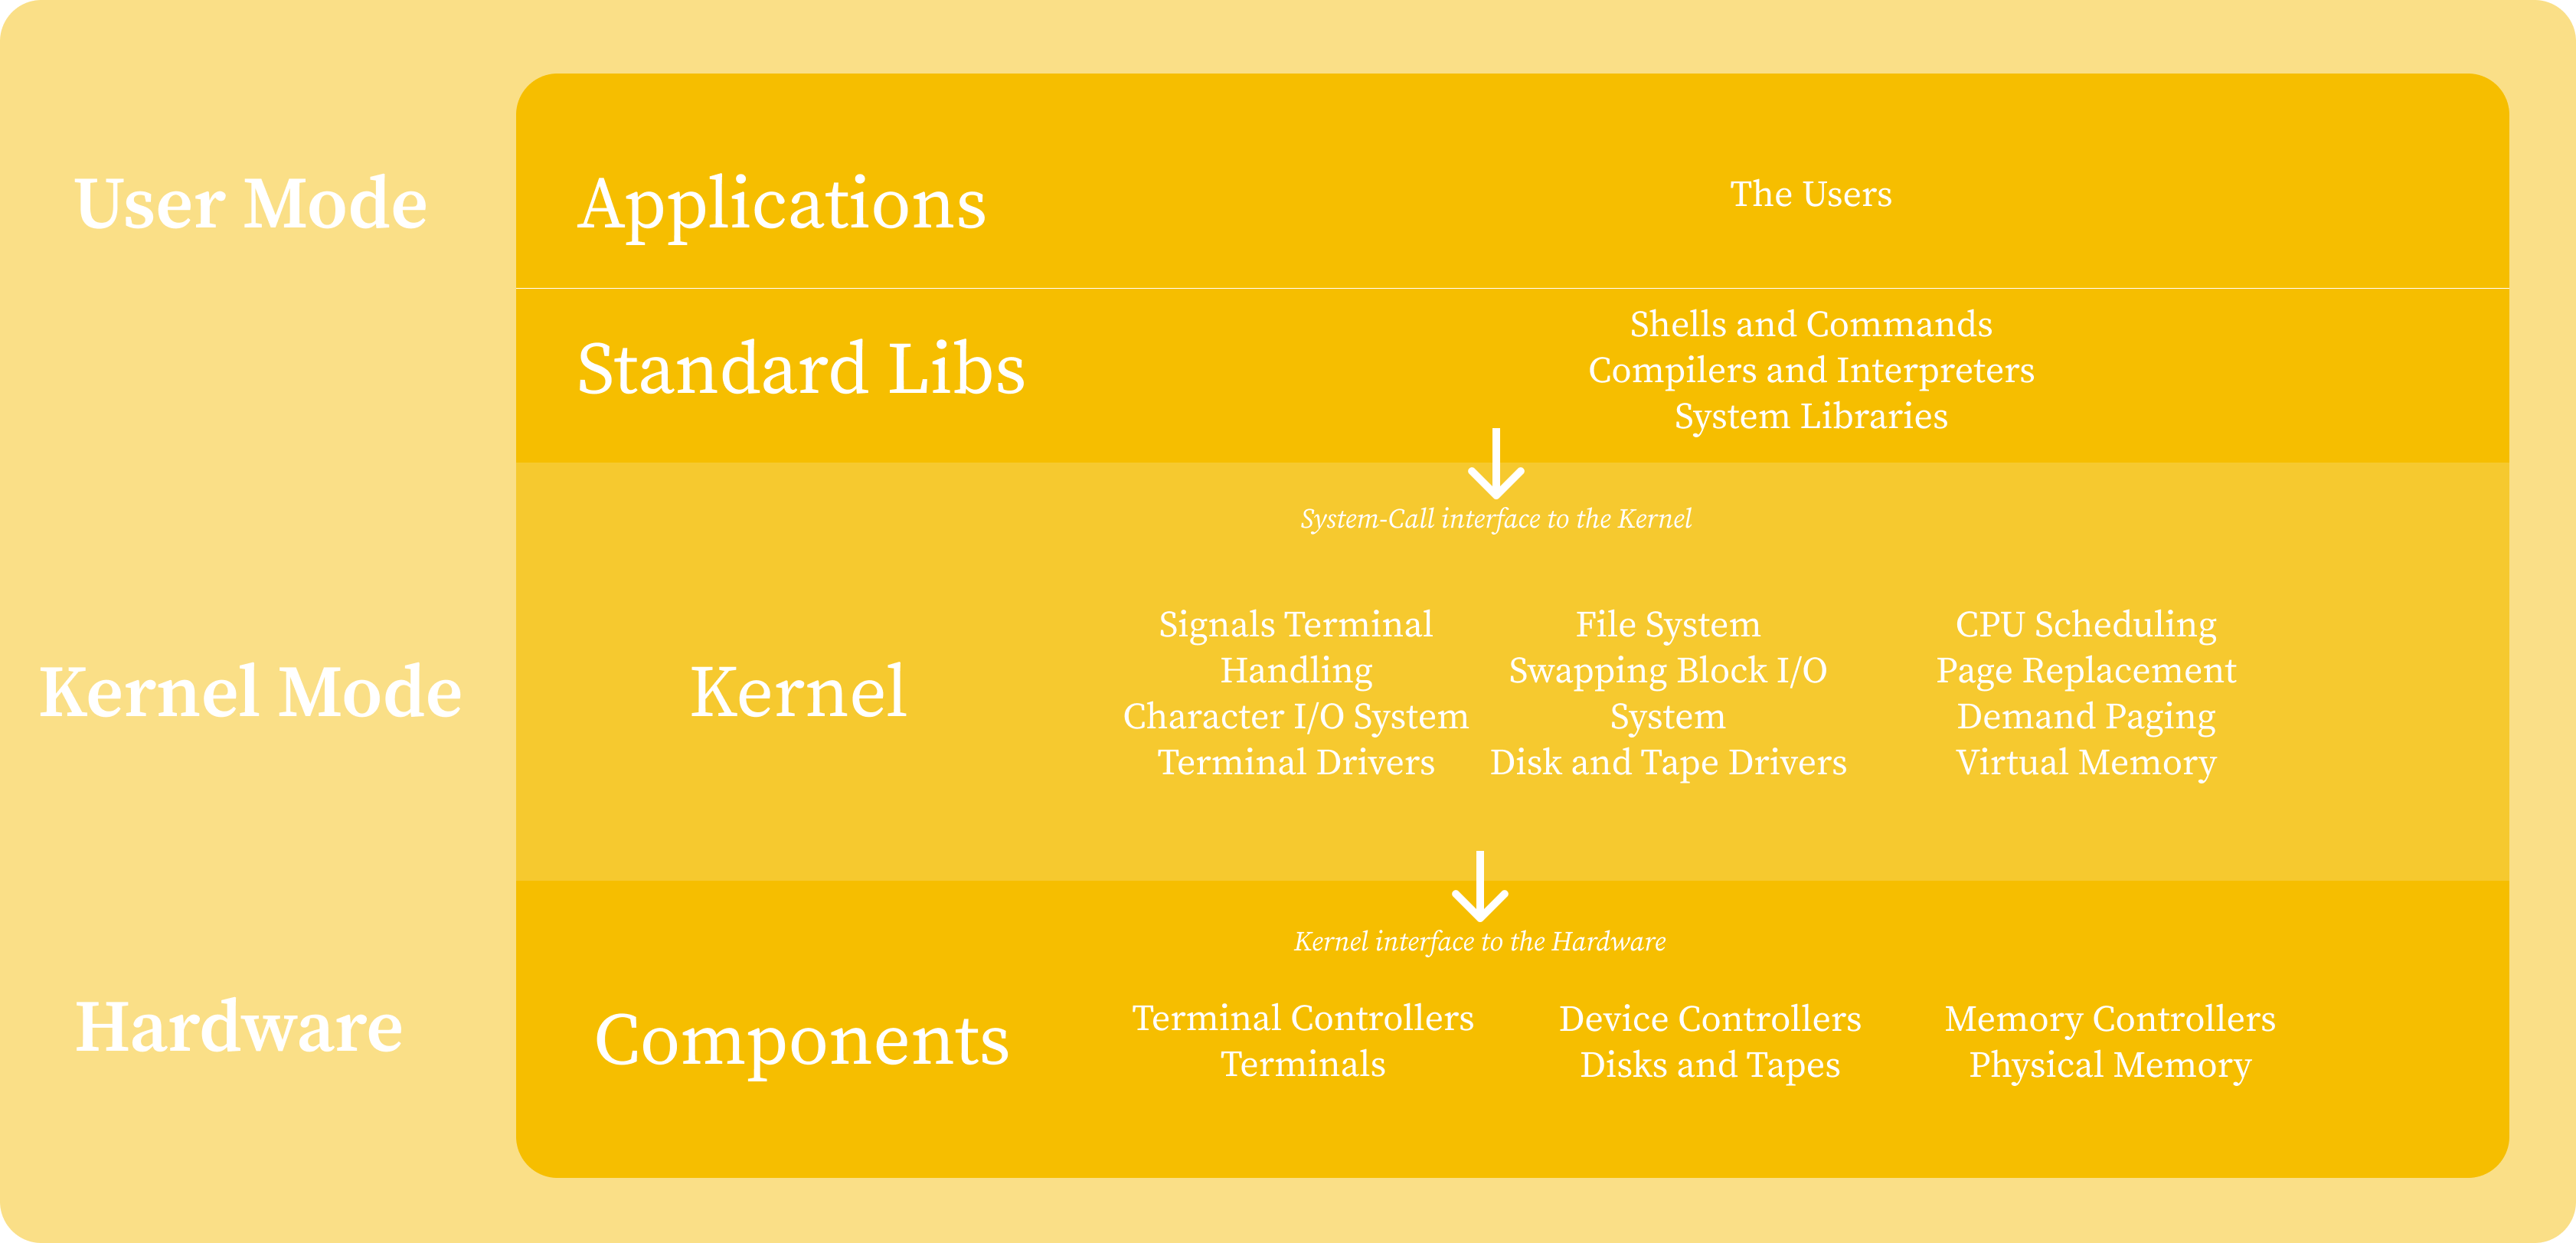 User Mode
Applications
The Users
Standard Libs
Shells and Commands
Compilers and Interpreters
System Libraries
System-Call interface to the Kernel
Kernel Mode
Kernel
Signals Terminal
Handling
Character I/O System
Terminal Drivers
File System
Swapping Block I/O
System
Disk and Tape Drivers
CPU Scheduling
Page Replacement
Demand Paging
Virtual Memory
Kernel interface to the Hardware
Hardware
Components
Terminal Controllers
Terminals
Device Controllers
Disks and Tapes
Memory Controllers
Physical Memory